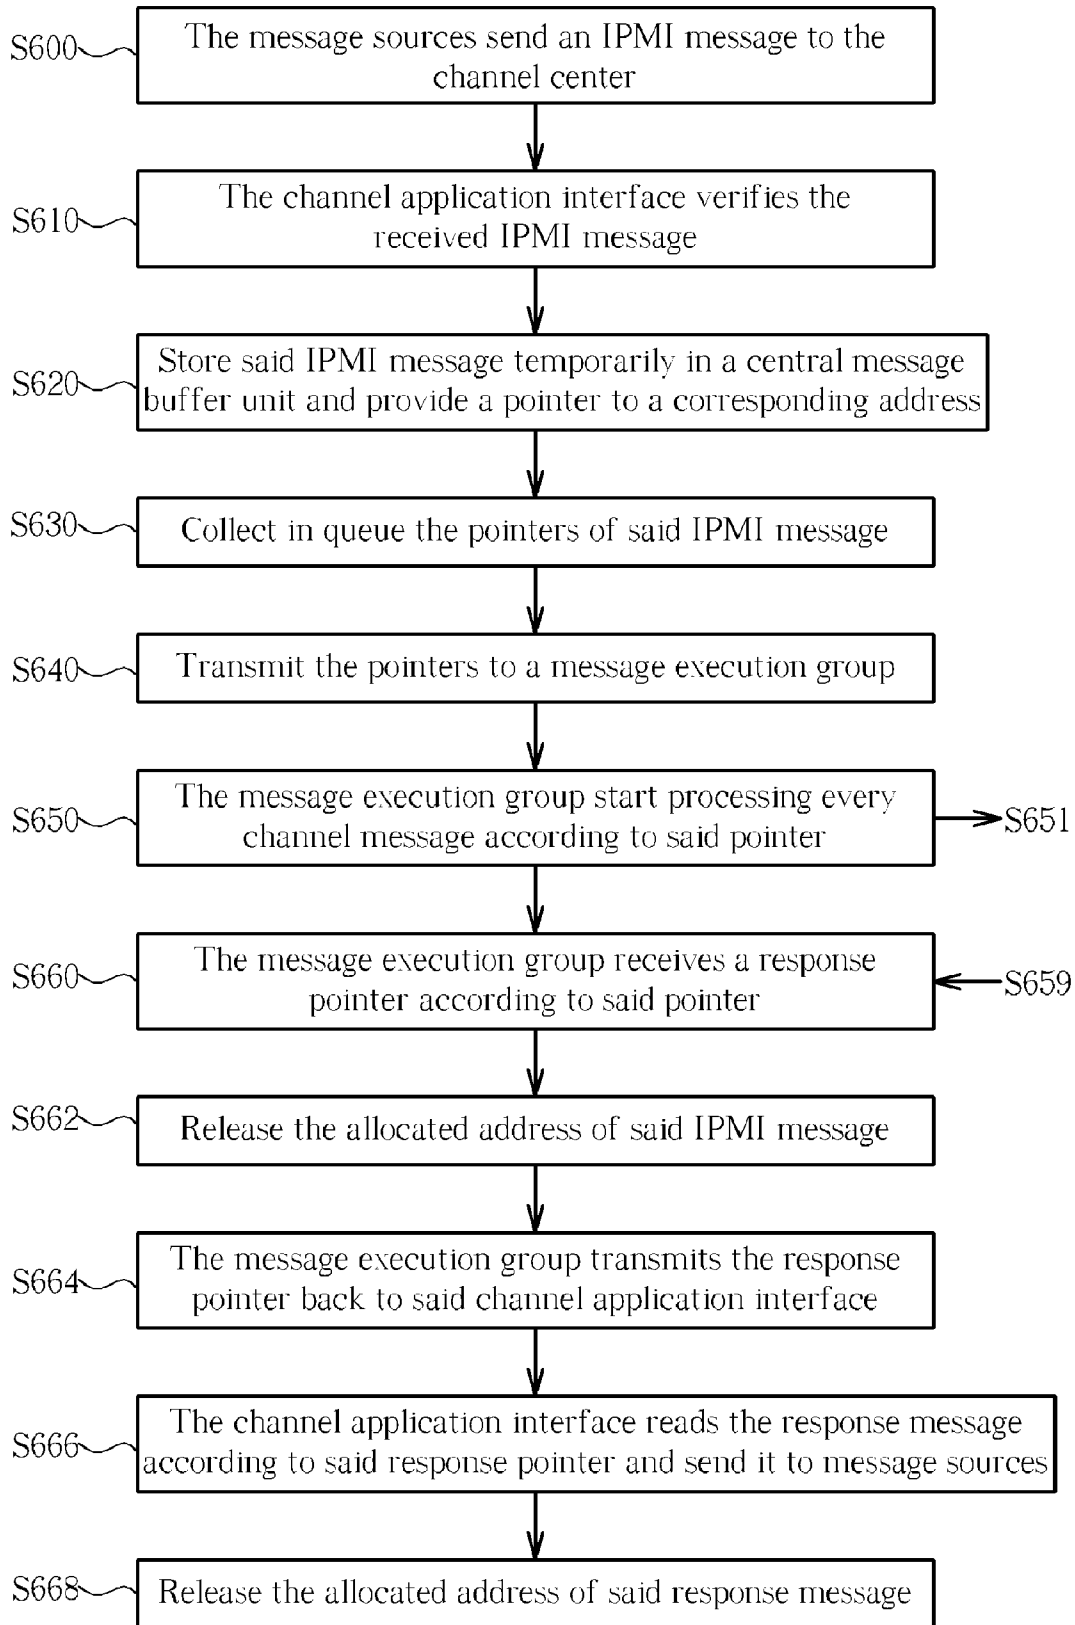 S600
The message sources send an IPMI message to the
channel center
S610
The channel application interface verifies the
received IPMI message
S620
Store said IPMI message temporarily in a central message
buffer unit and provide a pointer to a corresponding address
S630
Collect in queue the pointers of said IPMI message
S640
Transmit the pointers to a message execution group
S650
The message execution group start processing every
channel message according to said pointer
S651
S660
The message execution group receives a response
pointer according to said pointer
S659
S662
Release the allocated address of said IPMI message
S664
The message execution group transmits the response
pointer back to said channel application interface
S666
The channel application interface reads the response message
according to said response pointer and send it to message sources
S668
Release the allocated address of said response message